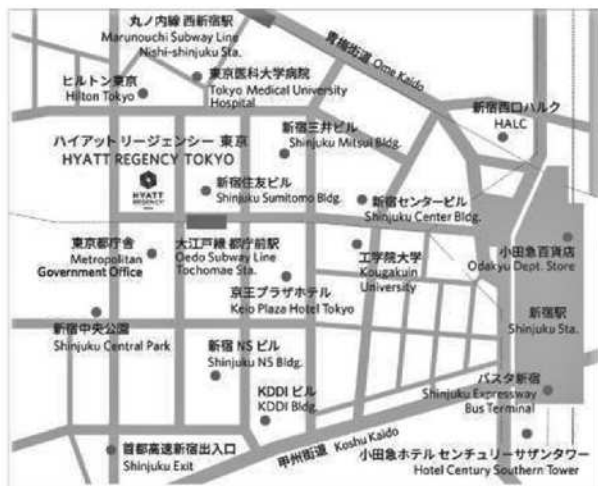 丸ノ内線 西新宿駅
Marunouchi Subway Line
Nishi-shinjuku Sta.
青梅街道 Ome Kaido
ヒルトン東京
Hilton Tokyo
東京医科大学病院
Tokyo Medical University
Hospital
新宿西口ハルク
HALC
ハイアット リージェンシー 東京
HYATT REGENCY TOKYO
HYATT
REGENCY
新宿三井ビル
Shinjuku Mitsui Bldg.
新宿住友ビル
Shinjuku Sumitomo Bldg.
新宿センタービル
Shinjuku Center Bldg.
東京都庁舎
Metropolitan
Government Office
大江戸線 都庁前駅
Oedo Subway Line
Tochomae Sta.
工学院大学
Kougakuin
University
小田急百貨店
Odakyu Dept. Store
京王プラザホテル
Keio Plaza Hotel Tokyo
新宿中央公園
Shinjuku Central Park
新宿駅
Shinjuku Sta.
新宿 NS ビル
Shinjuku NS Bldg.
KDDI ビル
KDDI Bldg.
バスタ新宿
Shinjuku Expressway
Bus Terminal
首都高速新宿出入口
Shinjuku Exit
甲州街道 Koshu Kaido
小田急ホテル センチュリーサザンタワー
Hotel Century Southern Tower